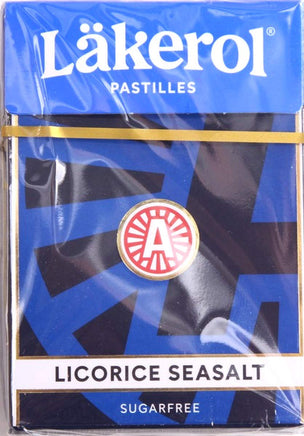 Läkerol®
PASTILLES
A
LICORICE SEASALT
SUGARFREE